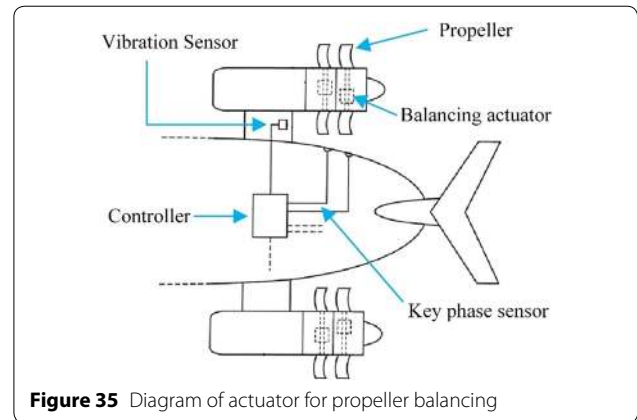 Propeller
Vibration Sensor
Balancing actuator
Controller
Key phase sensor
Figure 35 Diagram of actuator for propeller balancing